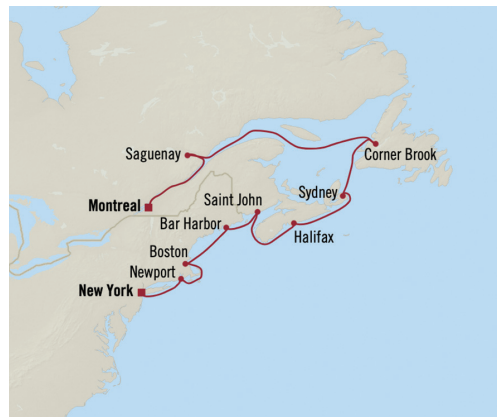 Saguenay
Corner Brook
Montreal
Saint John
Sydney
Bar Harbor
Halifax
Boston
Newport
New York